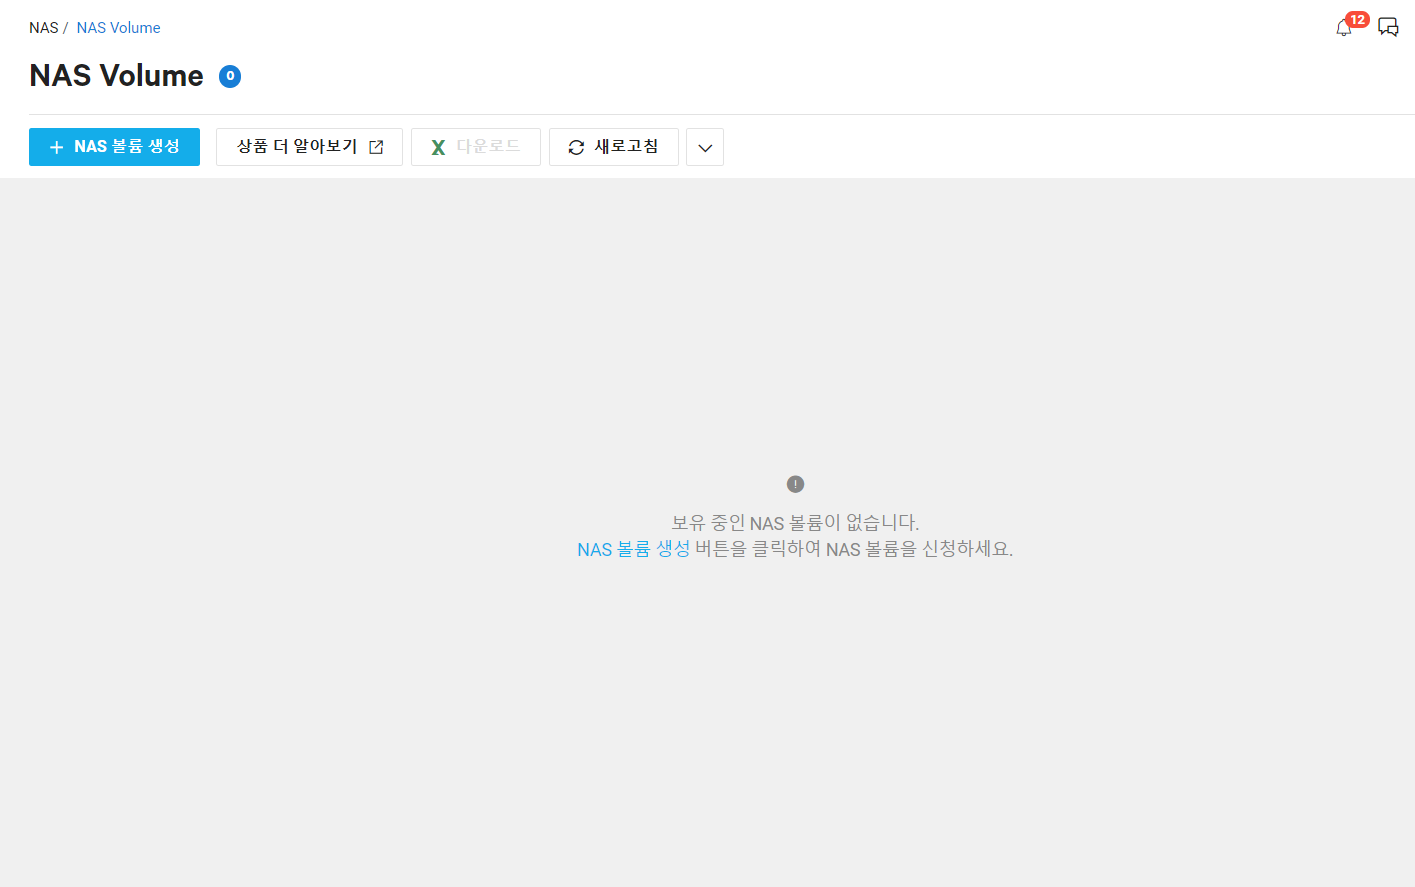 NAS / NAS Volume
12
NAS Volume 0
NAS 볼륨 생성 상품 더 알아보기 다운로드 새로고침
보유 중인 NAS 볼륨이 없습니다.
NAS 볼륨 생성 버튼을 클릭하여 NAS 볼륨을 신청하세요.